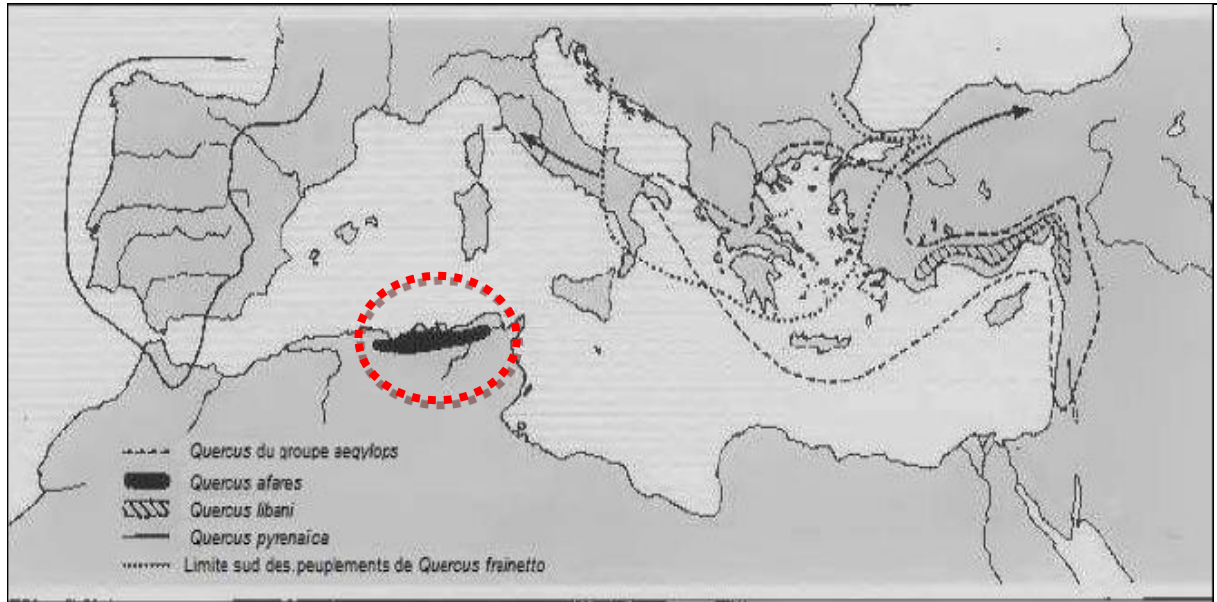 Quercus du groupe aegylops
Quercus afares
Quercus libani
Quercus pyrenaïca
Limite sud des peuplements de Quercus frainetto